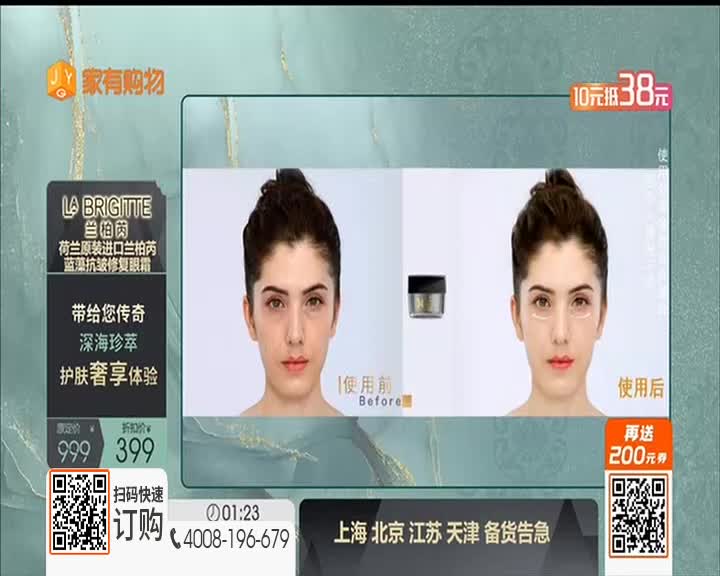 JYG 家有购物
10元抵38元
LA BRIGITTE
兰柏芮
荷兰原装进口兰柏芮
蓝藻抗皱修复眼霜
带给您传奇
深海珍萃
护肤奢享体验
折扣价 ¥
999
399
使用前
Before
使用后
再送
200元券
扫码快速
订购
01:23
4008-196-679
上海 北京 江苏 天津 备货告急